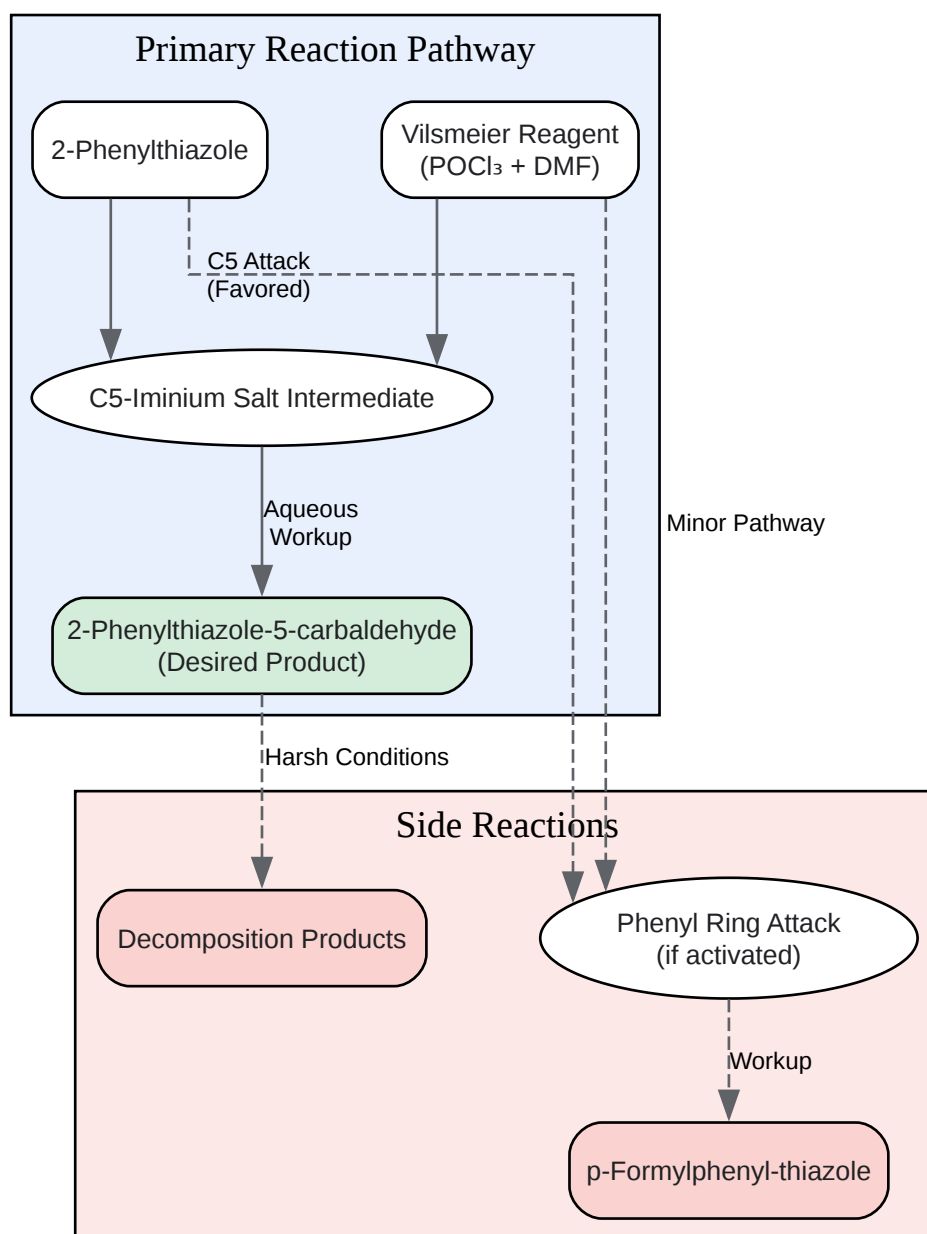 Primary Reaction Pathway
2-Phenylthiazole
Vilsmeier Reagent
(POCl₃ + DMF)
C5 Attack
(Favored)
C5-Iminium Salt Intermediate
Aqueous
Workup
Minor Pathway
2-Phenylthiazole-5-carbaldehyde
(Desired Product)
Harsh Conditions
Side Reactions
Decomposition Products
Phenyl Ring Attack
(if activated)
Workup
p-Formylphenyl-thiazole